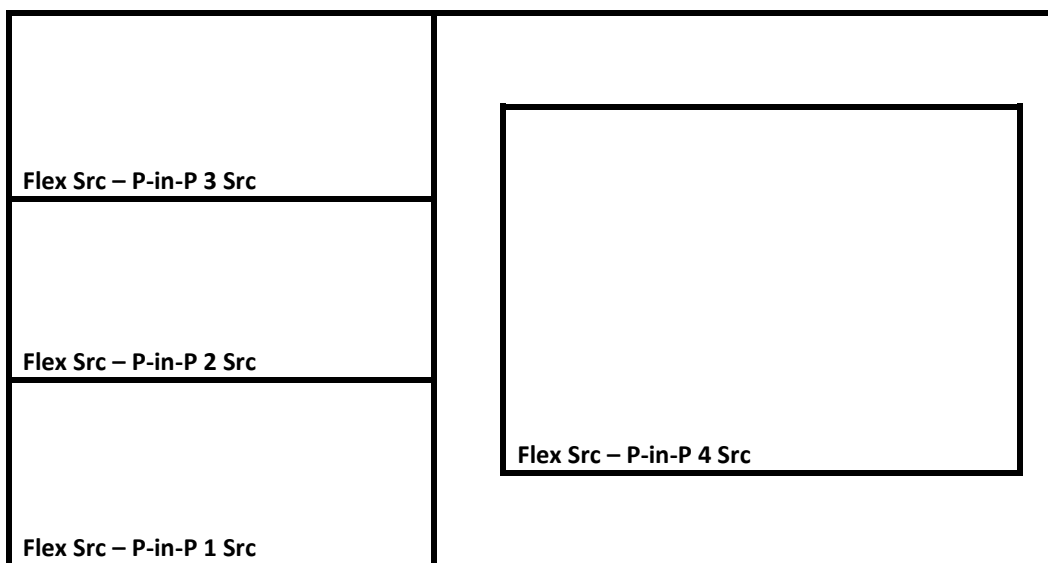 Flex Src – P-in-P 3 Src
Flex Src – P-in-P 2 Src
Flex Src – P-in-P 1 Src
Flex Src – P-in-P 4 Src